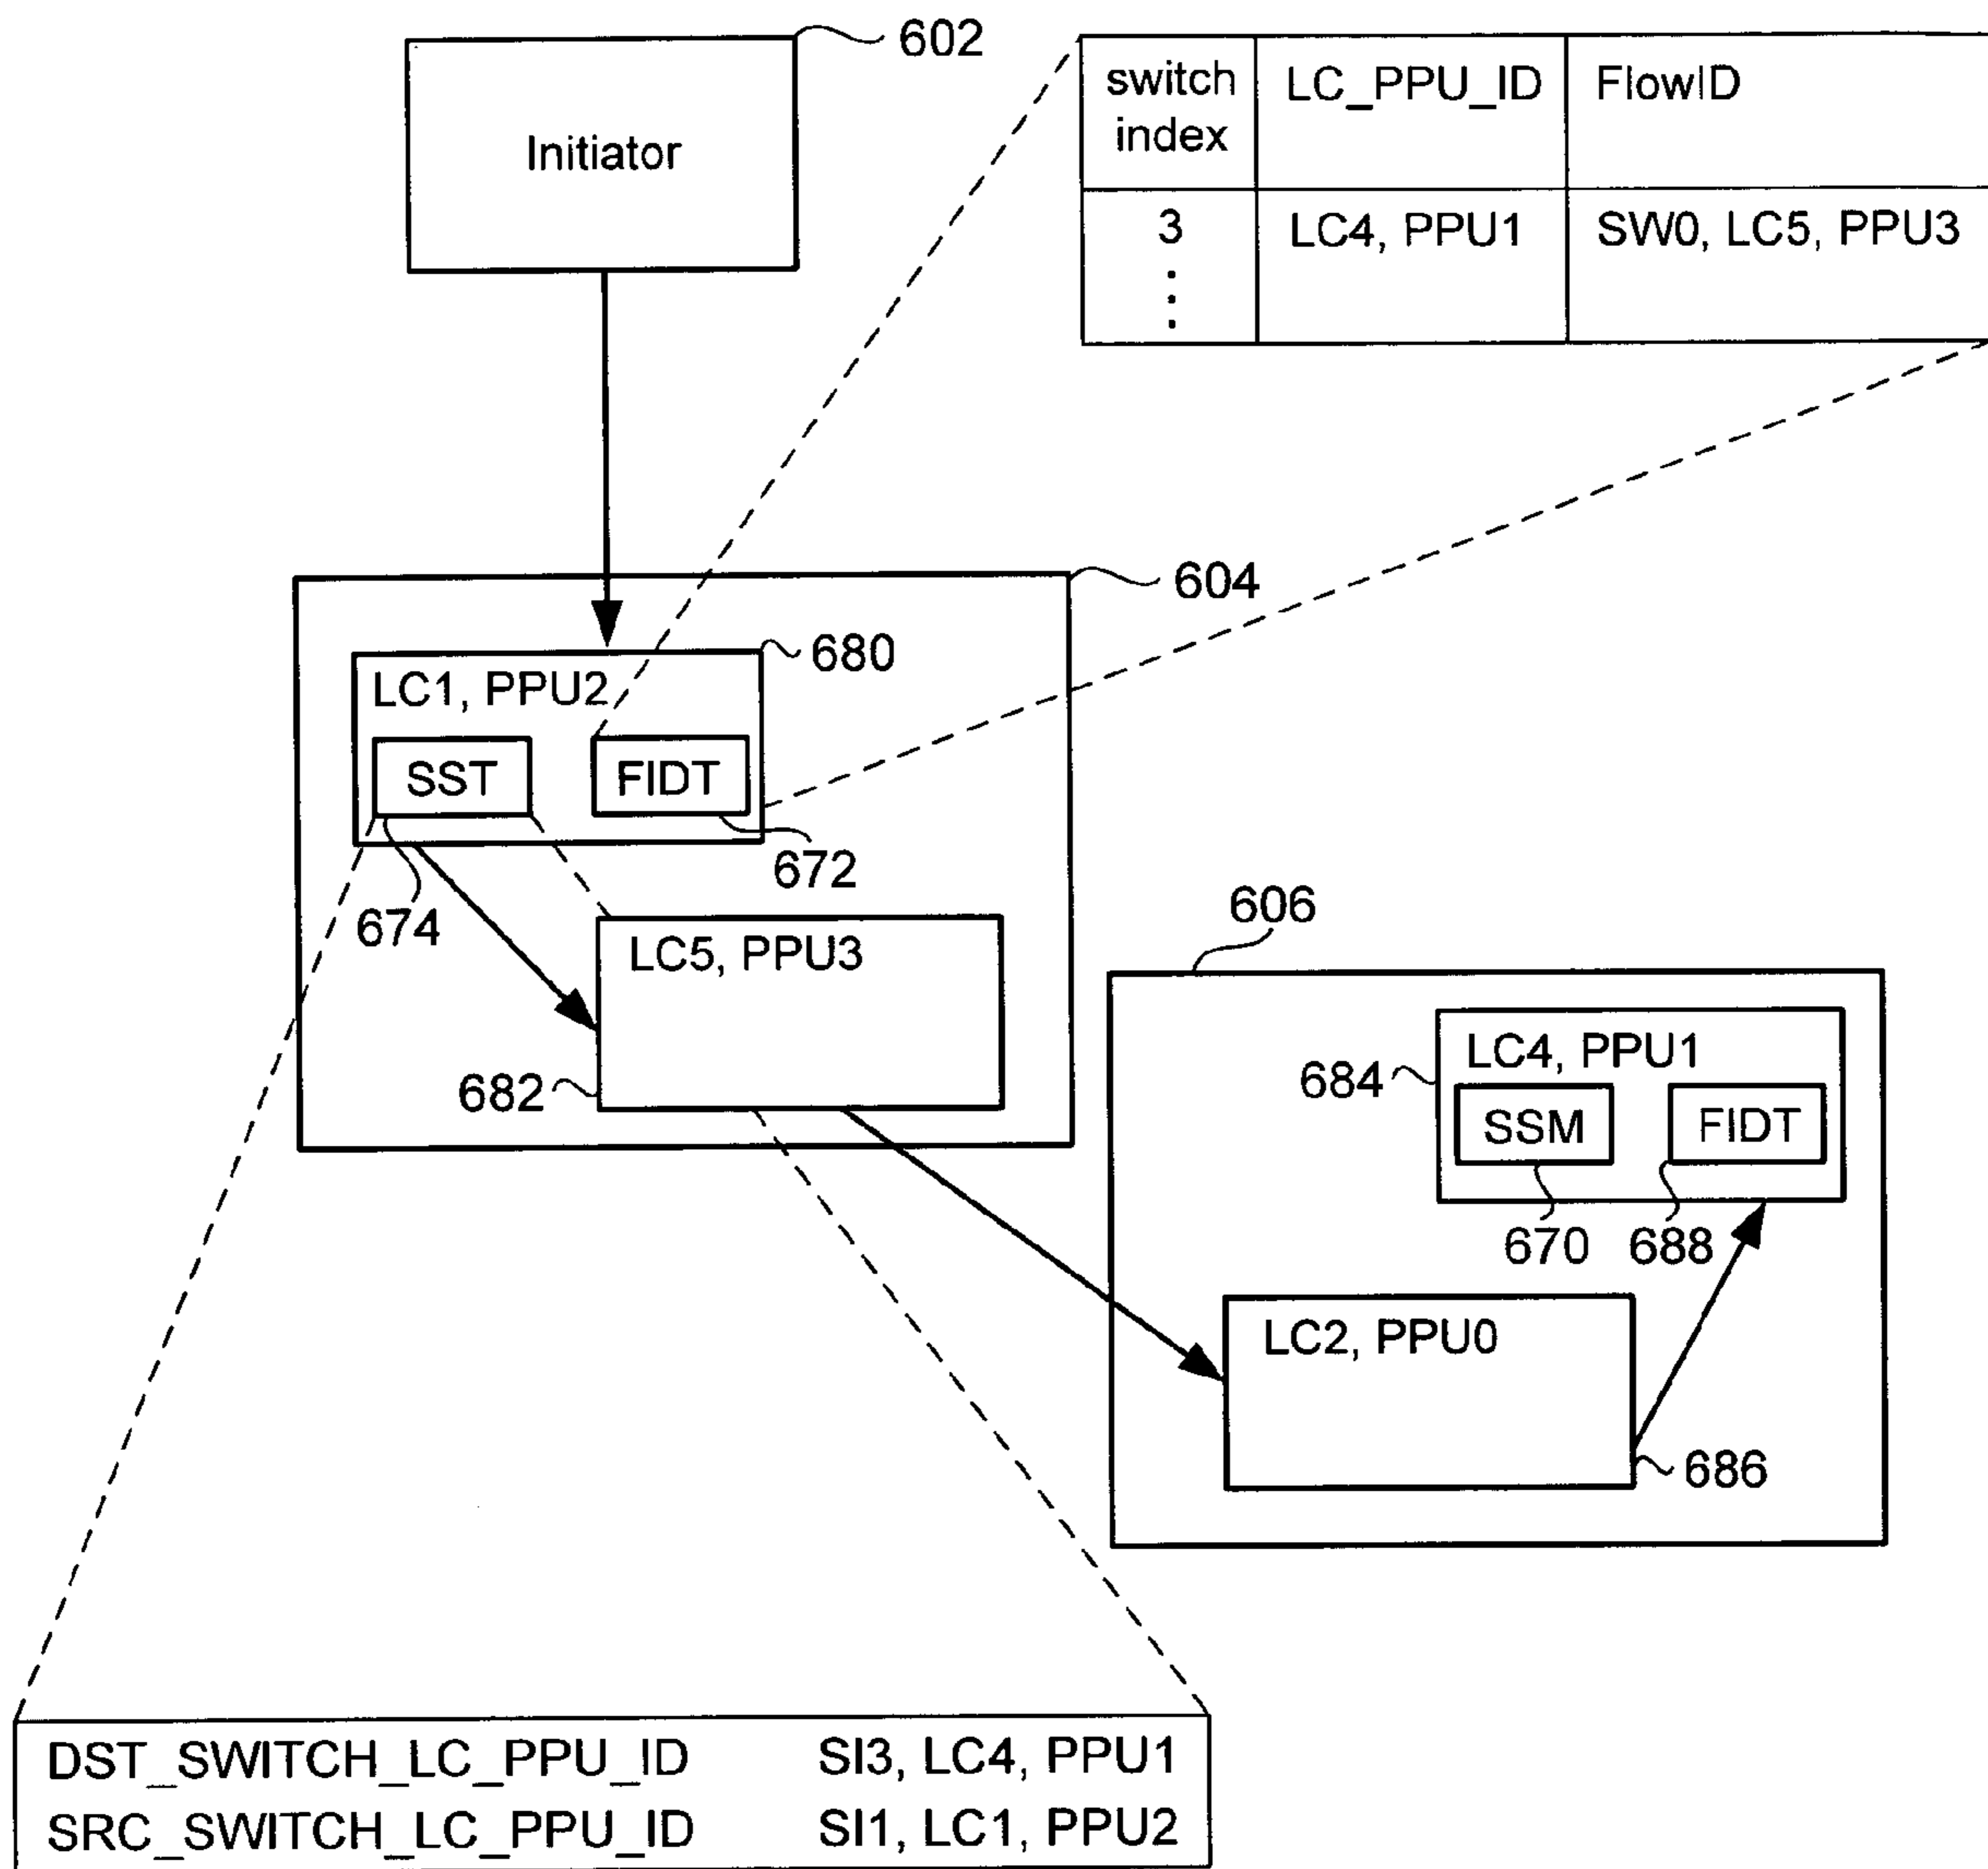 602
Initiator
switch index
LC_PPU_ID
FlowID
3
LC4, PPU1
SW0, LC5, PPU3
604
680
LC1, PPU2
SST
FIDT
672
674
LC5, PPU3
682
606
LC4, PPU1
684
SSM
FIDT
670
688
LC2, PPU0
686
DST_SWITCH_LC_PPU_ID SI3, LC4, PPU1
SRC_SWITCH_LC_PPU_ID SI1, LC1, PPU2